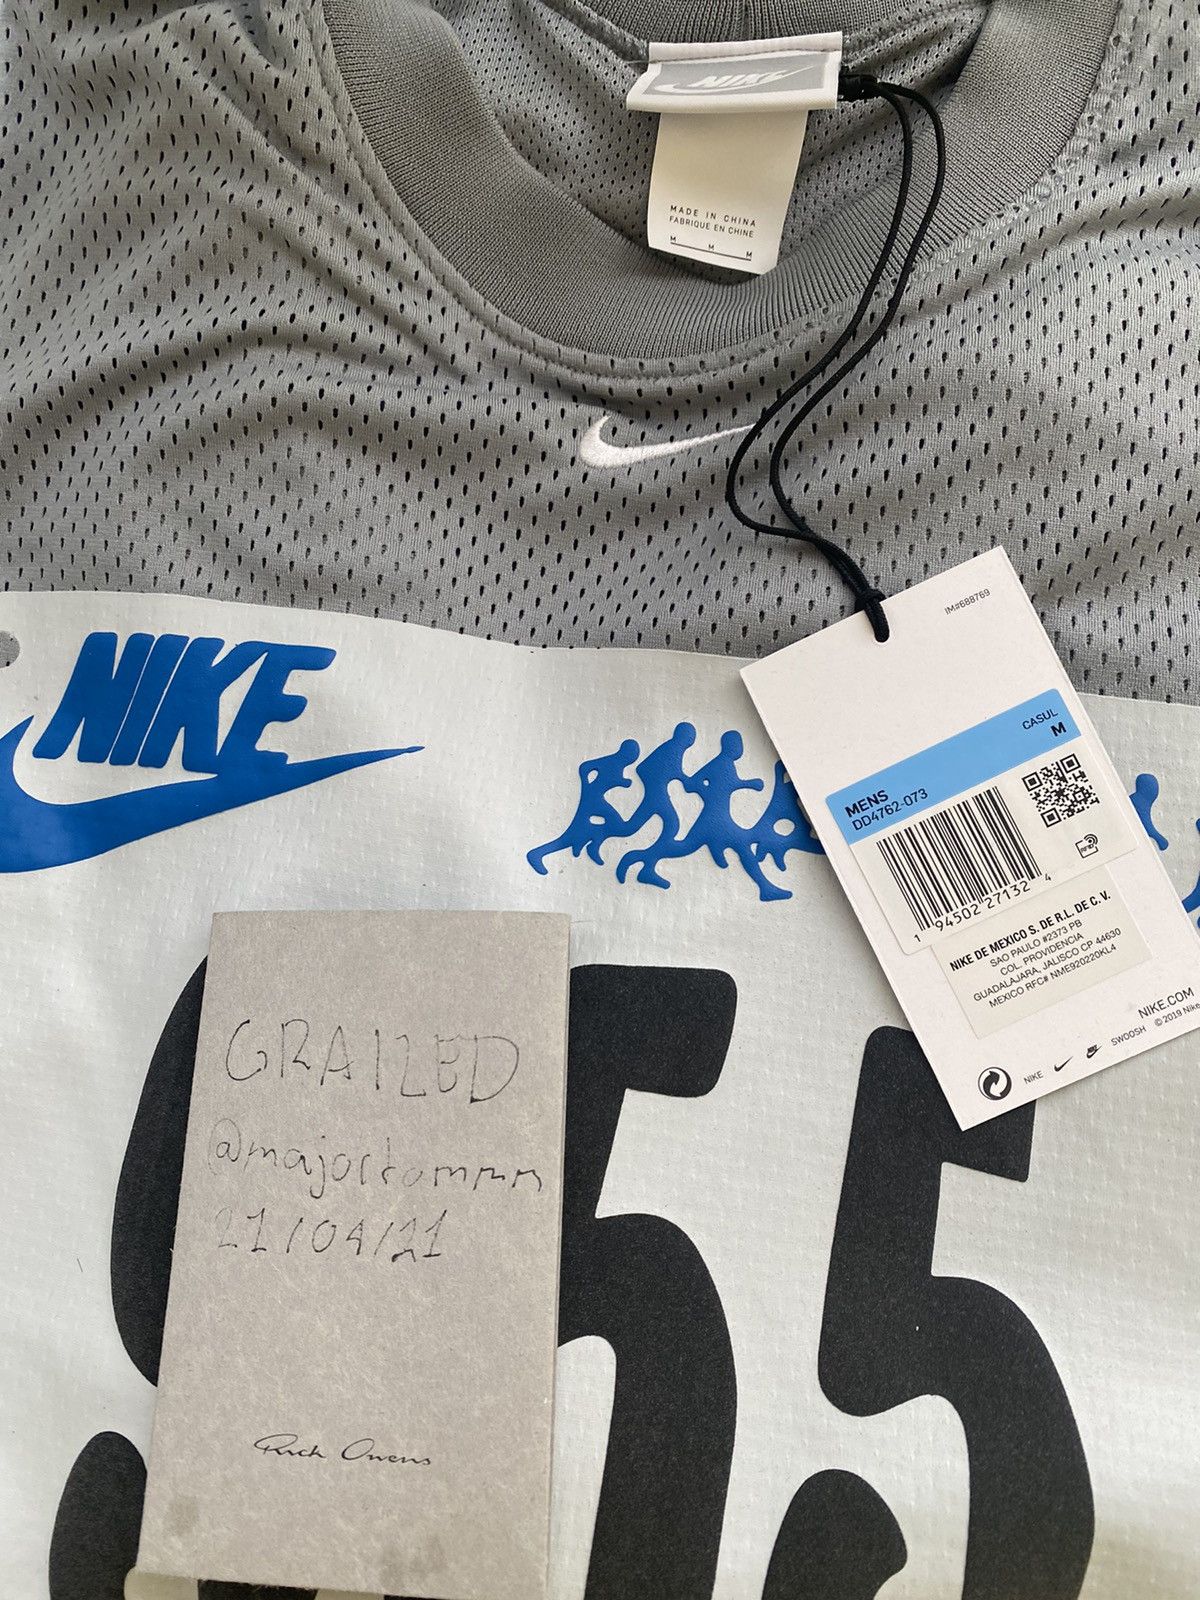 NIKE
MADE IN CHINA
FABRIQUE EN CHINE
M M M
IM#688769
NIKE
CASUL
M
MENS
DD4762-073
1 94502 27132 4
RFID
NIKE DE MEXICO S. DE R.L. DE C.V.
SAO PAULO #2373 PB
COL. PROVIDENCIA
GUADALAJARA, JALISCO CP 44630
MEXICO RFC# NME920220KL4
NIKE.COM
NIKE SWOOSH ©2019 Nike
GRAILED
@majortommm
21/04/21
Rick Owens
55